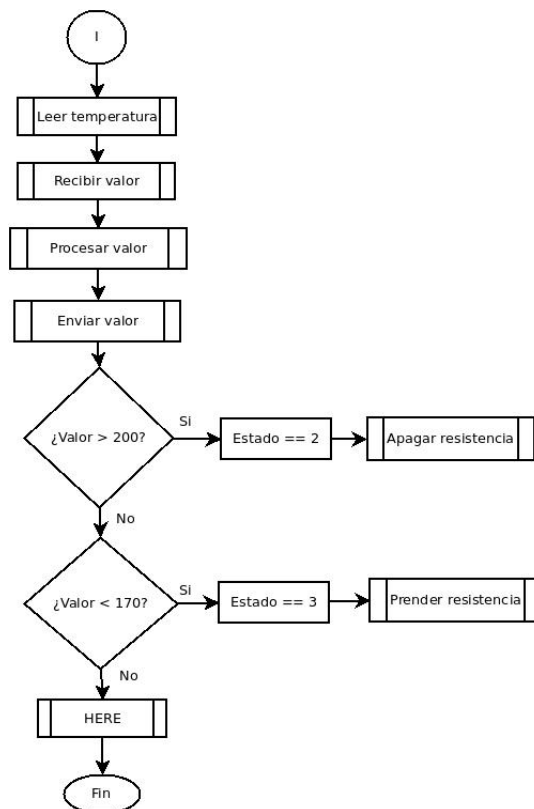 I
Leer temperatura
Recibir valor
Procesar valor
Enviar valor
¿Valor > 200?
Si
Estado == 2
Apagar resistencia
No
¿Valor < 170?
Si
Estado == 3
Prender resistencia
No
HERE
Fin